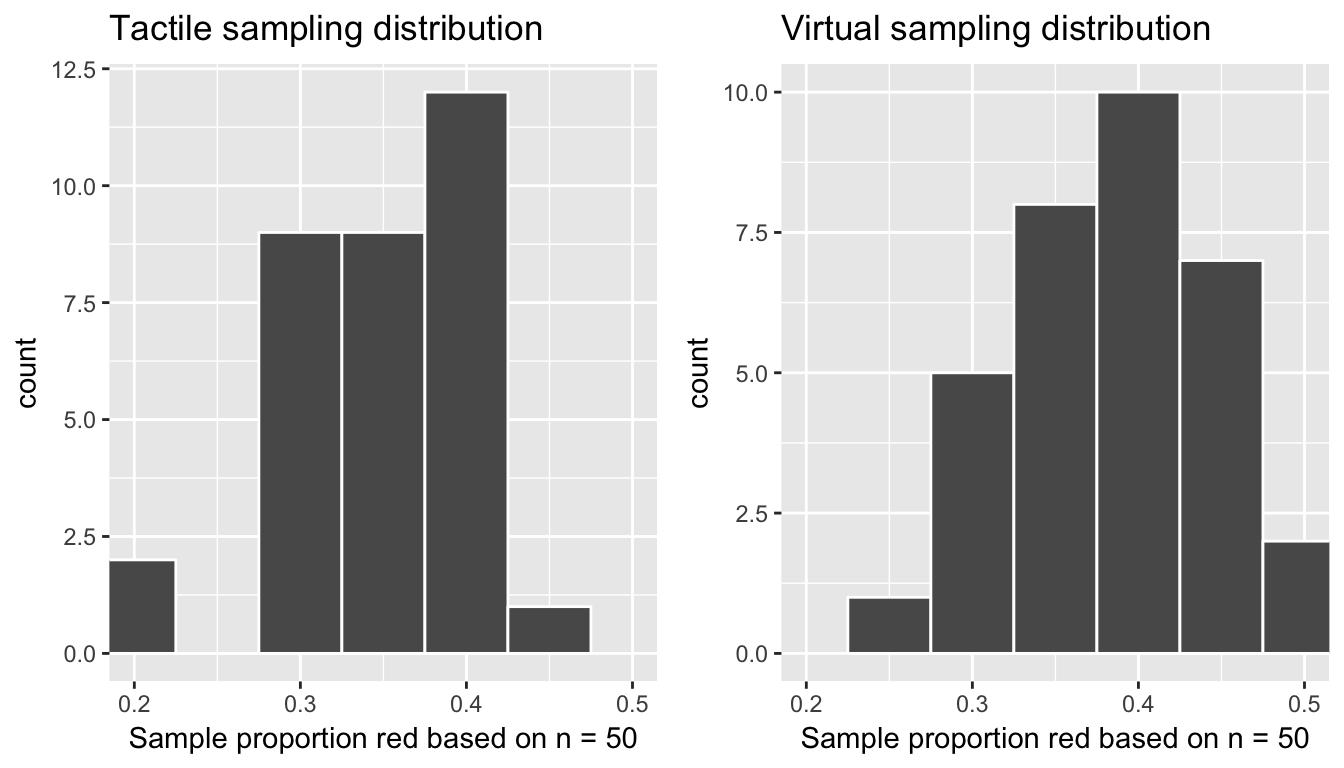 Tactile sampling distribution
12.5
10.0
7.5
5.0
2.5
0.0
count
0.2 0.3 0.4 0.5
Sample proportion red based on n = 50
Virtual sampling distribution
10.0
7.5
5.0
2.5
0.0
count
0.2 0.3 0.4 0.5
Sample proportion red based on n = 50